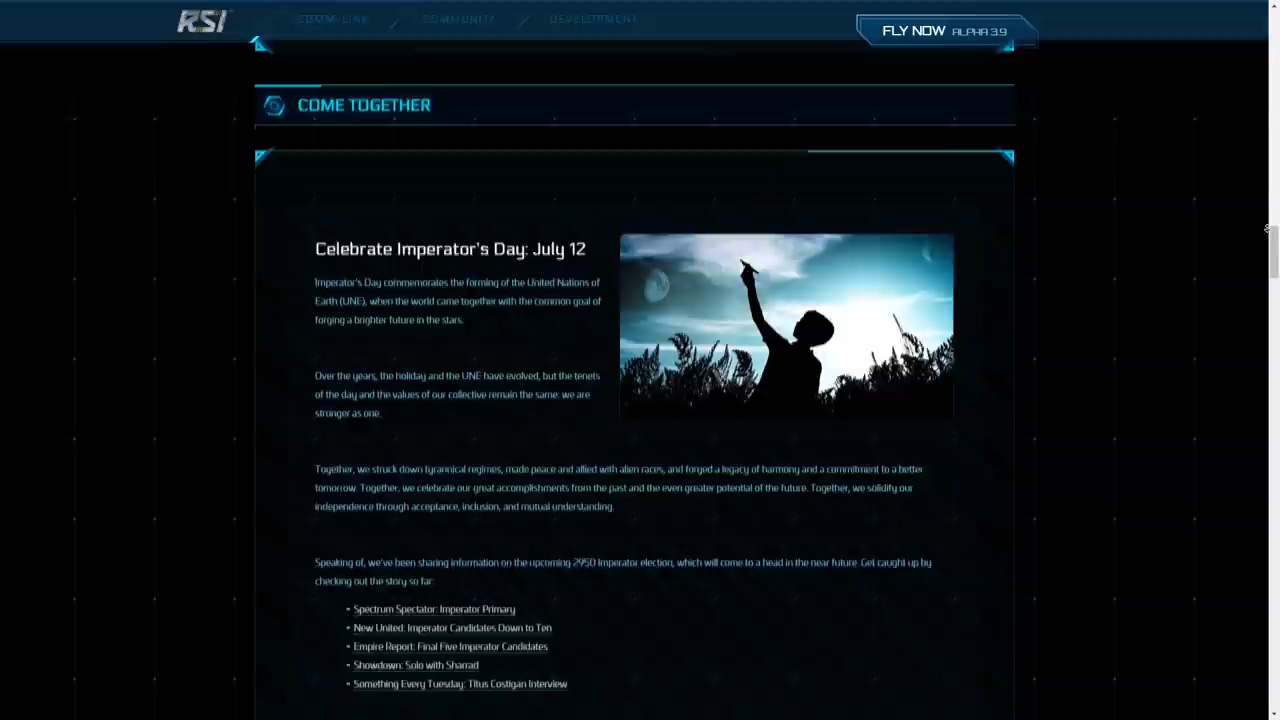 RSI
COMM-LINK
COMMUNITY
DEVELOPMENT
FLY NOW ALPHA 3.9
COME TOGETHER
Celebrate Imperator's Day: July 12
Imperator's Day commemorates the forming of the United Nations of
Earth (UNE), when the world came together with the common goal of
forging a brighter future in the stars.
Over the years, the holiday and the UNE have evolved, but the tenets
of the day and the values of our collective remain the same: we are
stronger as one.
Together, we struck down tyrannical regimes, made peace and allied with alien races, and forged a legacy of harmony and a commitment to a better
tomorrow. Together, we celebrate our great accomplishments from the past and the even greater potential of the future. Together, we solidify our
independence through acceptance, inclusion, and mutual understanding.
Speaking of, we've been sharing information on the upcoming 2950 Imperator election, which will come to a head in the near future. Get caught up by
checking out the story so far:
- Spectrum Spectator: Imperator Primary
- New United: Imperator Candidates Down to Ten
- Empire Report: Final Five Imperator Candidates
- Showdown: Solo with Sharrad
- Something Every Tuesday: Titus Costigan Interview